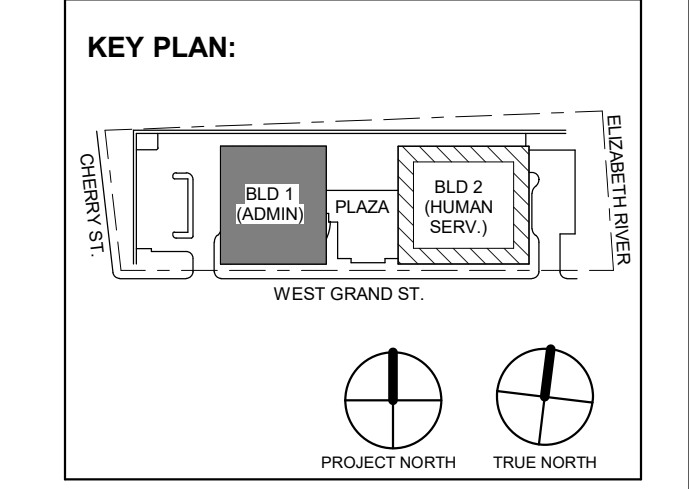 KEY PLAN:
CHERRY ST.
BLD 1
(ADMIN)
PLAZA
BLD 2
(HUMAN
SERV.)
ELIZABETH RIVER
WEST GRAND ST.
PROJECT NORTH
TRUE NORTH